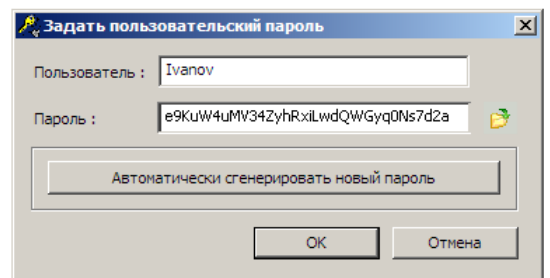 Задать пользовательский пароль
Пользователь : Ivanov
Пароль : e9KuW4uMV34ZyhRxiLwdQWGyq0Ns7d2a
Автоматически сгенерировать новый пароль
OK Отмена